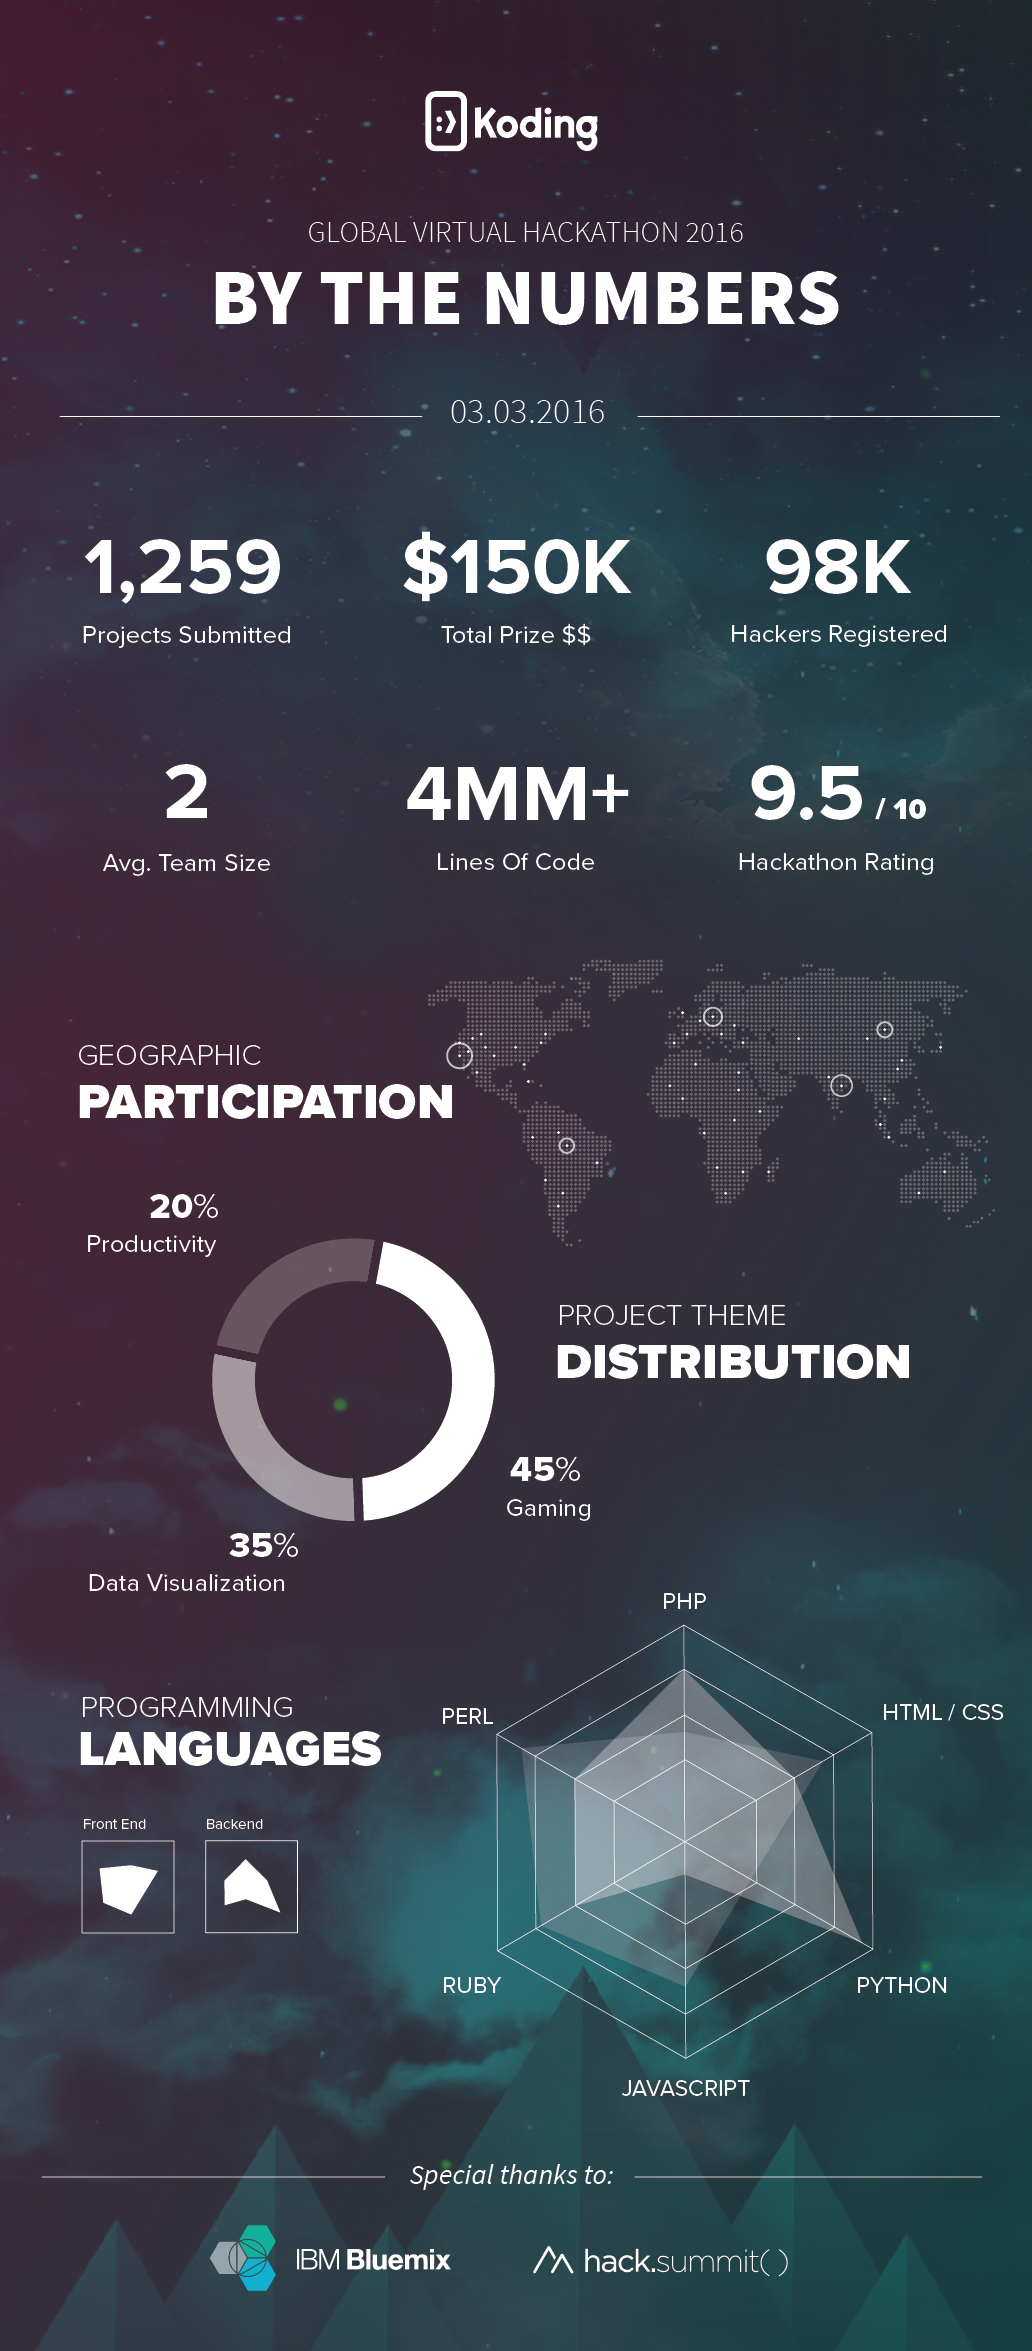 Koding
GLOBAL VIRTUAL HACKATHON 2016
BY THE NUMBERS
03.03.2016
1,259
Projects Submitted
$150K
Total Prize $$
98K
Hackers Registered
2
Avg. Team Size
4MM+
Lines Of Code
9.5 / 10
Hackathon Rating
GEOGRAPHIC
PARTICIPATION
20%
Productivity
PROJECT THEME
DISTRIBUTION
45%
Gaming
35%
Data Visualization
PROGRAMMING
LANGUAGES
Front End
Backend
PHP
HTML / CSS
PERL
RUBY
PYTHON
JAVASCRIPT
Special thanks to:
IBM Bluemix
hack.summit( )